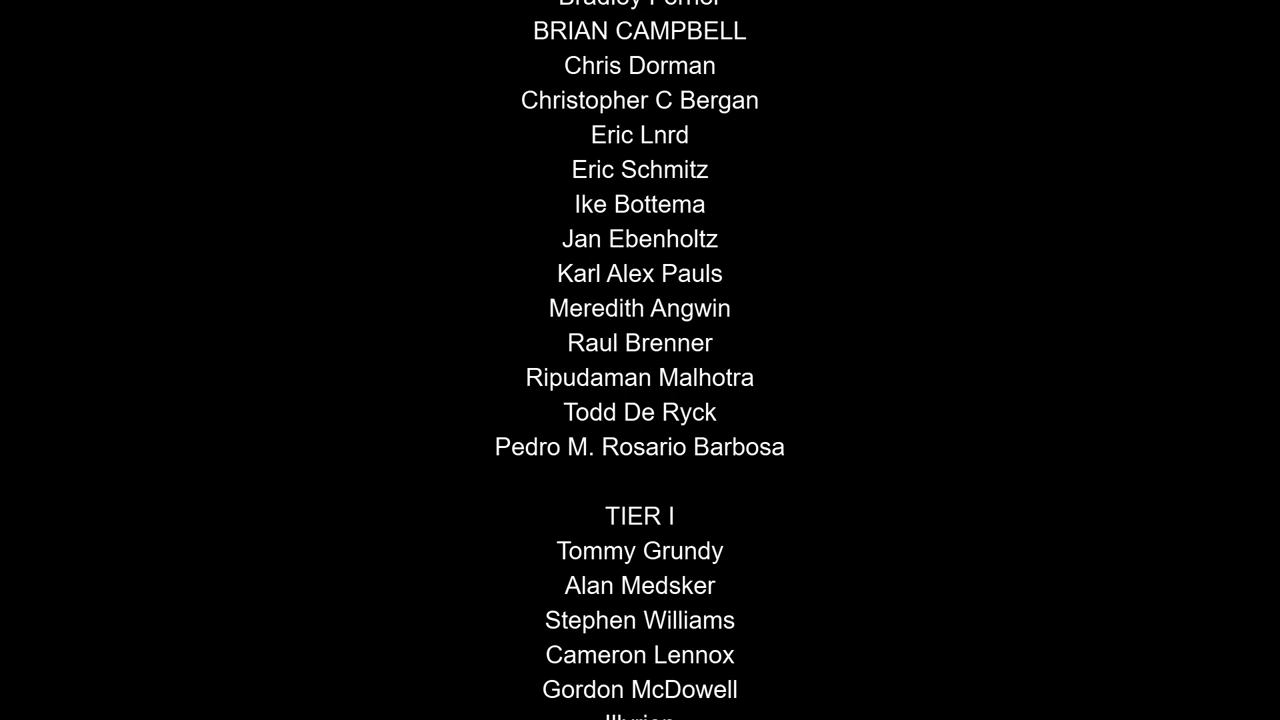 BRIAN CAMPBELL
Chris Dorman
Christopher C Bergan
Eric Lnrd
Eric Schmitz
Ike Bottema
Jan Ebenholtz
Karl Alex Pauls
Meredith Angwin
Raul Brenner
Ripudaman Malhotra
Todd De Ryck
Pedro M. Rosario Barbosa
TIER I
Tommy Grundy
Alan Medsker
Stephen Williams
Cameron Lennox
Gordon McDowell